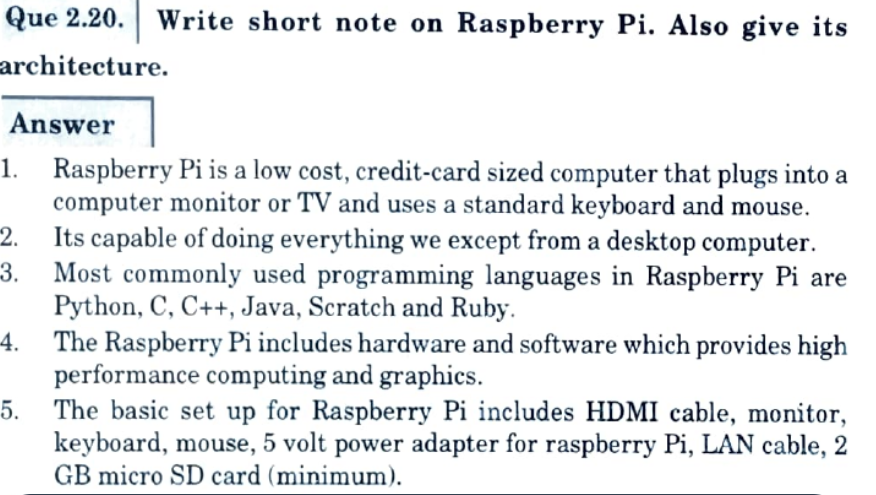 Que 2.20. Write short note on Raspberry Pi. Also give its
architecture.
Answer
1. Raspberry Pi is a low cost, credit-card sized computer that plugs into a
computer monitor or TV and uses a standard keyboard and mouse.
2. Its capable of doing everything we except from a desktop computer.
3. Most commonly used programming languages in Raspberry Pi are
Python, C, C++, Java, Scratch and Ruby.
4. The Raspberry Pi includes hardware and software which provides high
performance computing and graphics.
5. The basic set up for Raspberry Pi includes HDMI cable, monitor,
keyboard, mouse, 5 volt power adapter for raspberry Pi, LAN cable, 2
GB micro SD card (minimum).